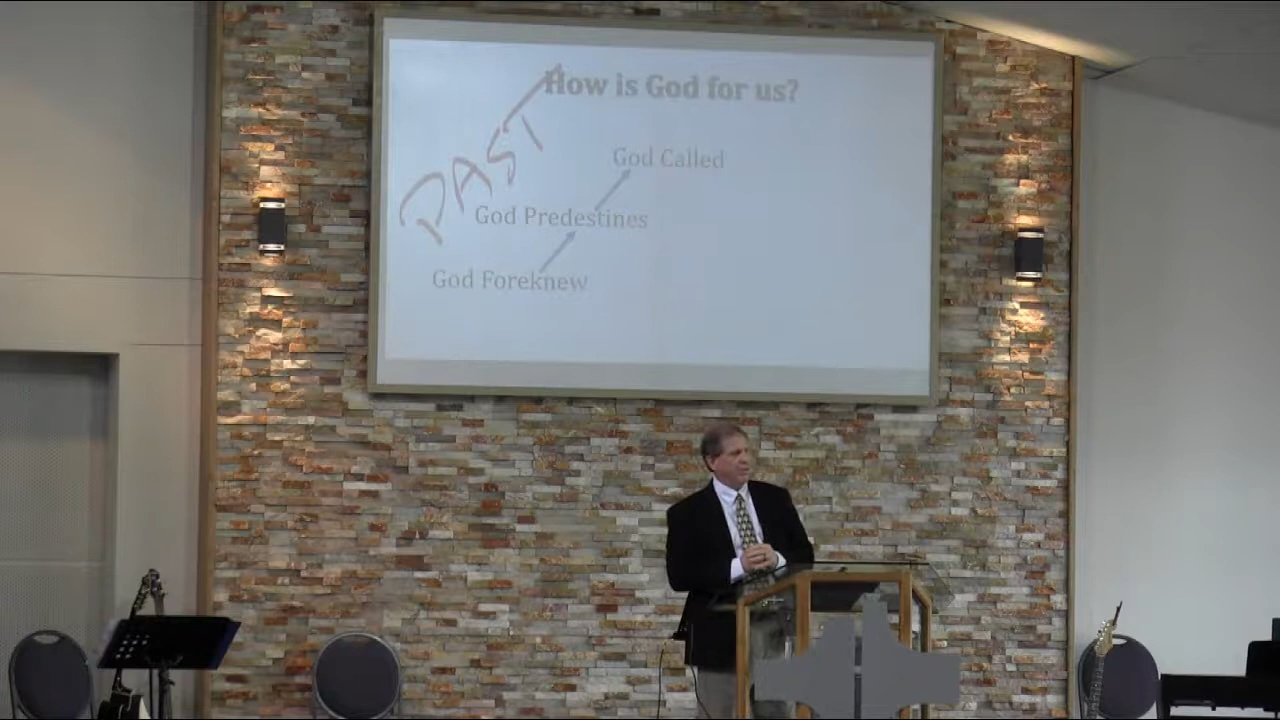 How is God for us?
PAST
God Called
God Predestines
God Foreknew